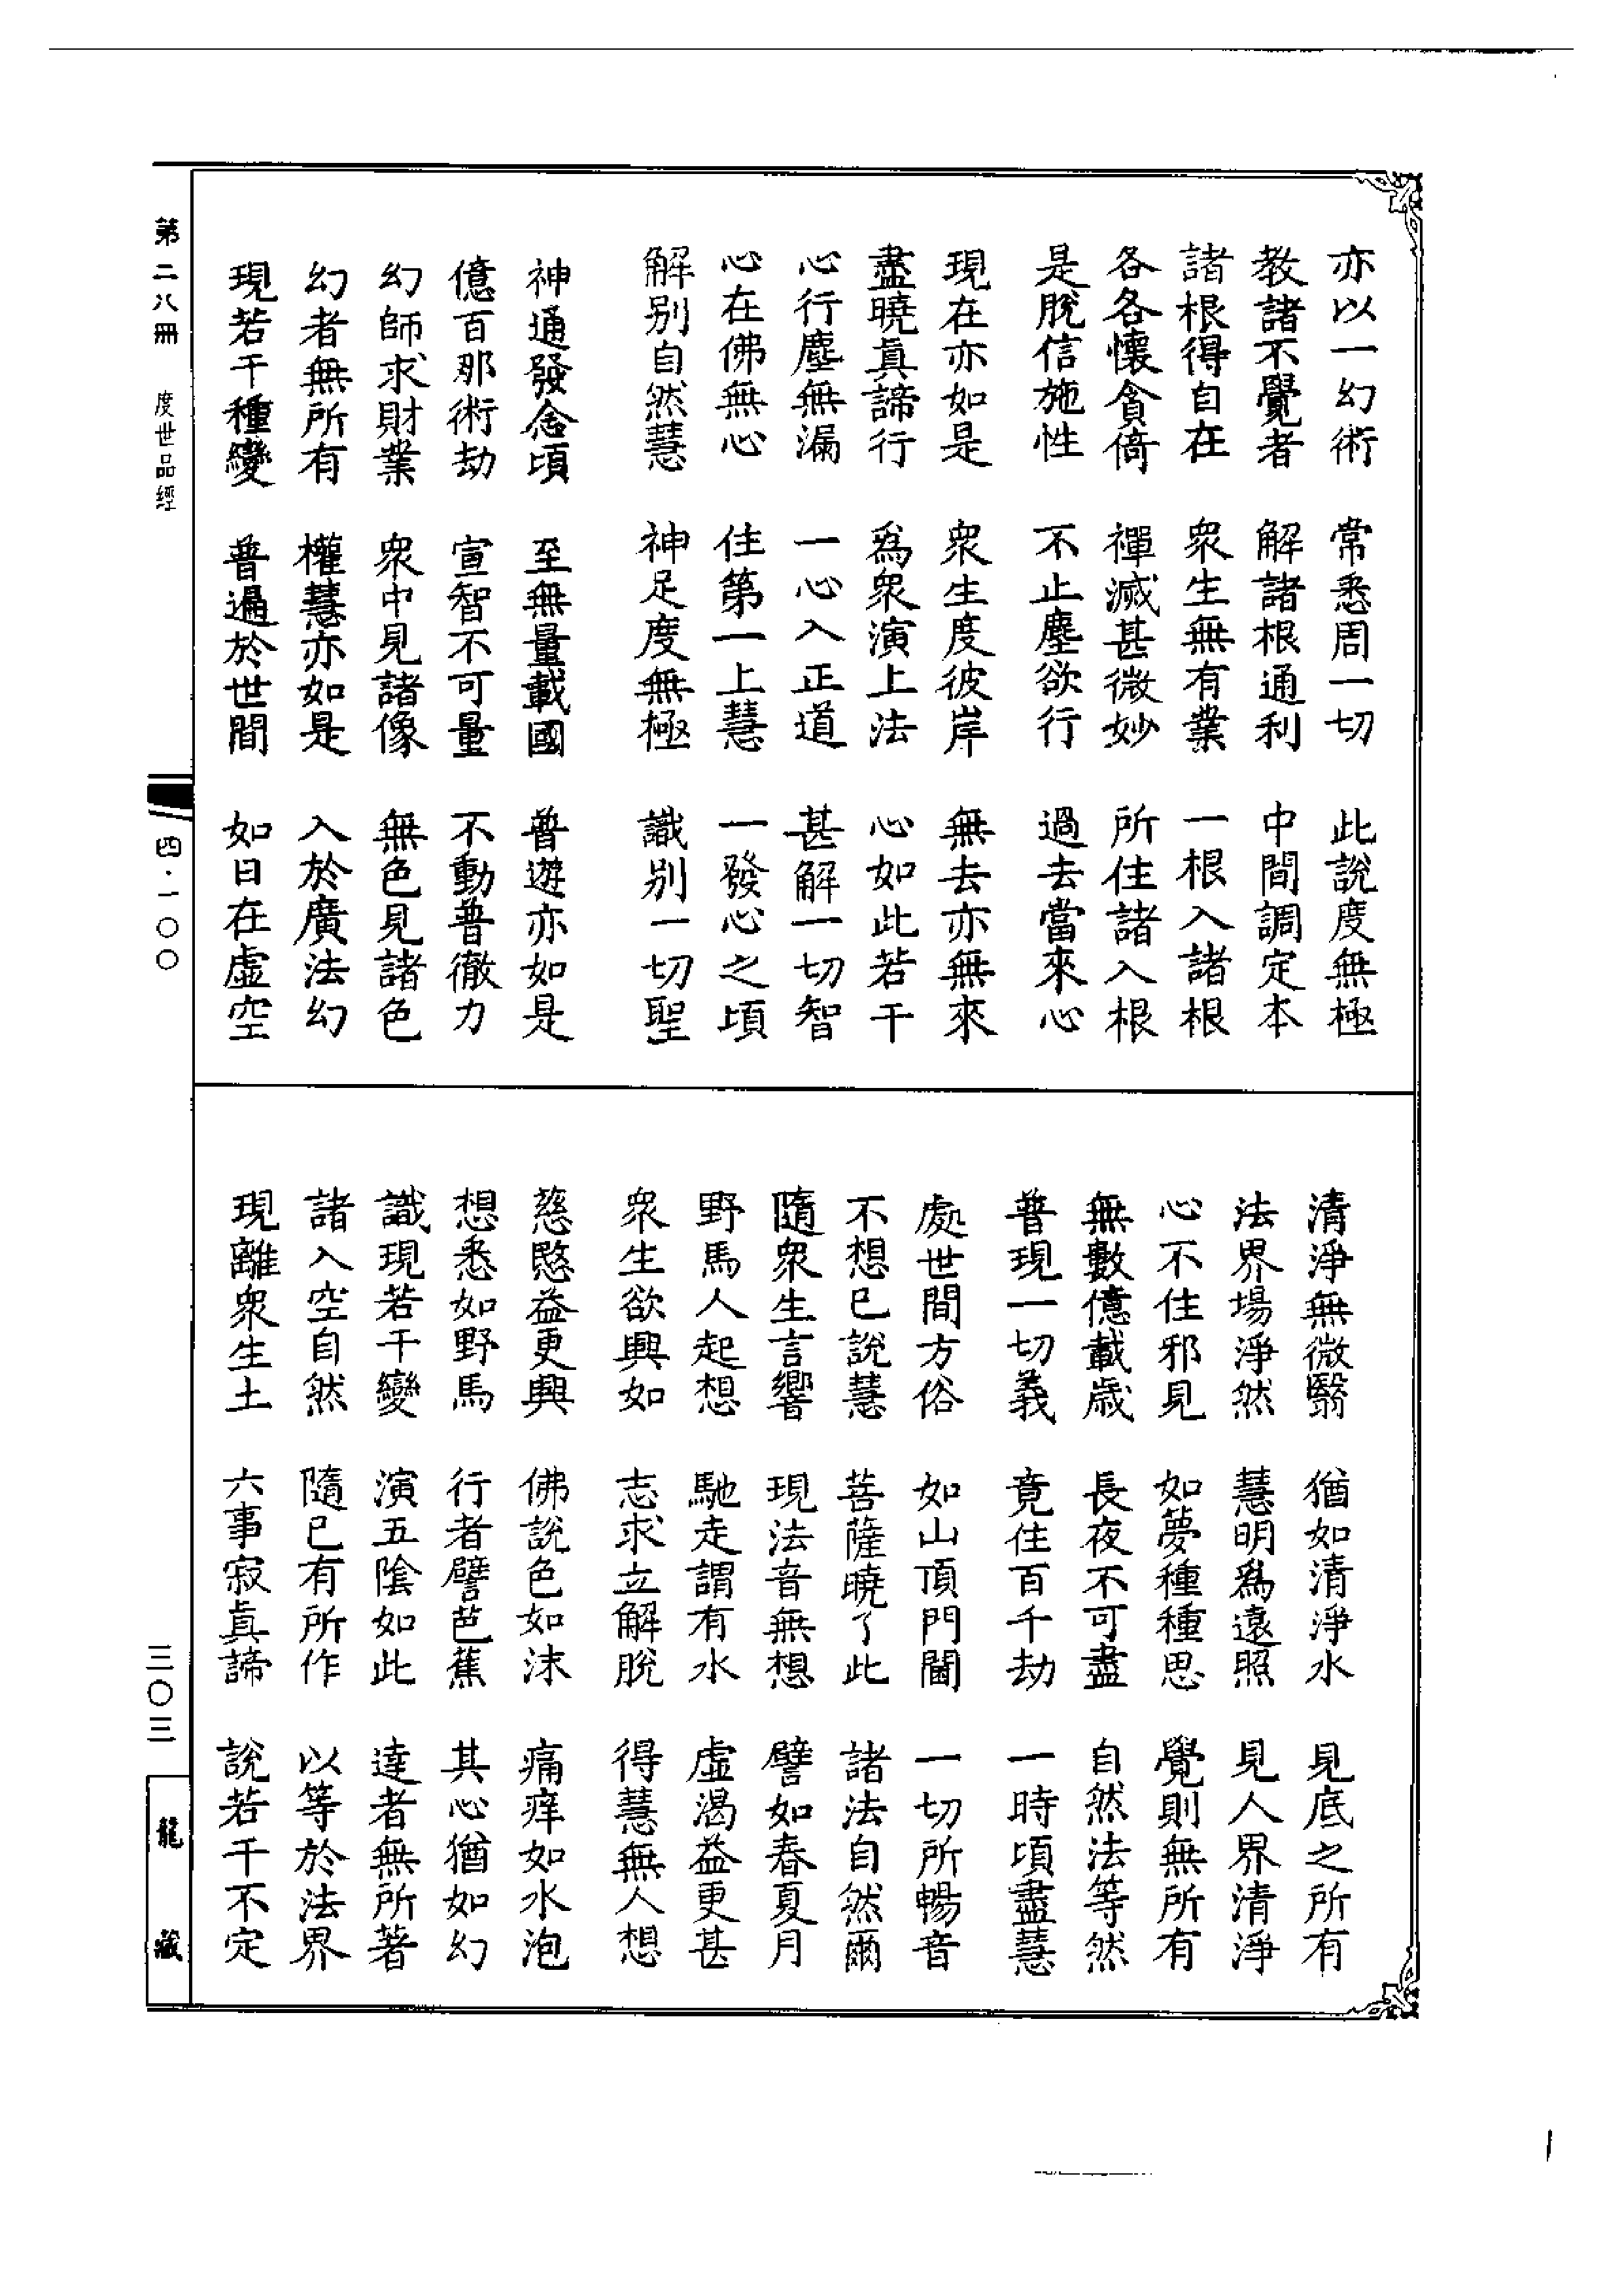 亦以一幻術　常悉周一切　此說度無極
教諸不覺者　解諸根通利　中間調定本
諸根得自在　衆生無有業　一根入諸根
各各懷貪倚　禪滅甚微妙　所住諸入根
是脫信施性　不止塵欲行　過去當來心
現在亦如是　衆生度彼岸　無去亦無來
盡曉眞諦行　爲衆演上法　心如此若干
心行塵無漏　一心入正道　甚解一切智
心在佛無心　住第一上慧　一發心之頃
解別自然慧　神足度無極　識別一切聖
神通發念頃　至無量載國　普遊亦如是
億百那術劫　宣智不可量　不動普徹力
幻師求財業　衆中見諸像　無色見諸色
幻者無所有　權慧亦如是　入於廣法幻
現若干種變　普遍於世間　如日在虛空
清淨無微翳　猶如清淨水　見底之所有
法界場淨然　慧明爲遠照　見人界清淨
心不住邪見　如夢種種思　覺則無所有
無數億載歲　長夜不可盡　自然法等然
普現一切義　竟住百千劫　一時頃盡慧
處世間方俗　如山頂門閫　一切所暢音
不想已說慧　菩薩曉了此　諸法自然爾
隨衆生言響　現法音無想　譬如春夏月
野馬人起想　馳走謂有水　虛渴益更甚
衆生欲興如　志求立解脫　得慧無人想
慈愍益更興　佛說色如沫　痛痒如水泡
想悉如野馬　行者譬芭蕉　其心猶如幻
識現若干變　演五陰如此　達者無所著
諸入空自然　隨已有所作　以等於法界
現離衆生土　六事寂眞諦　說若干不定
第二八冊　度世品經
四·一〇〇
三〇三
龍藏